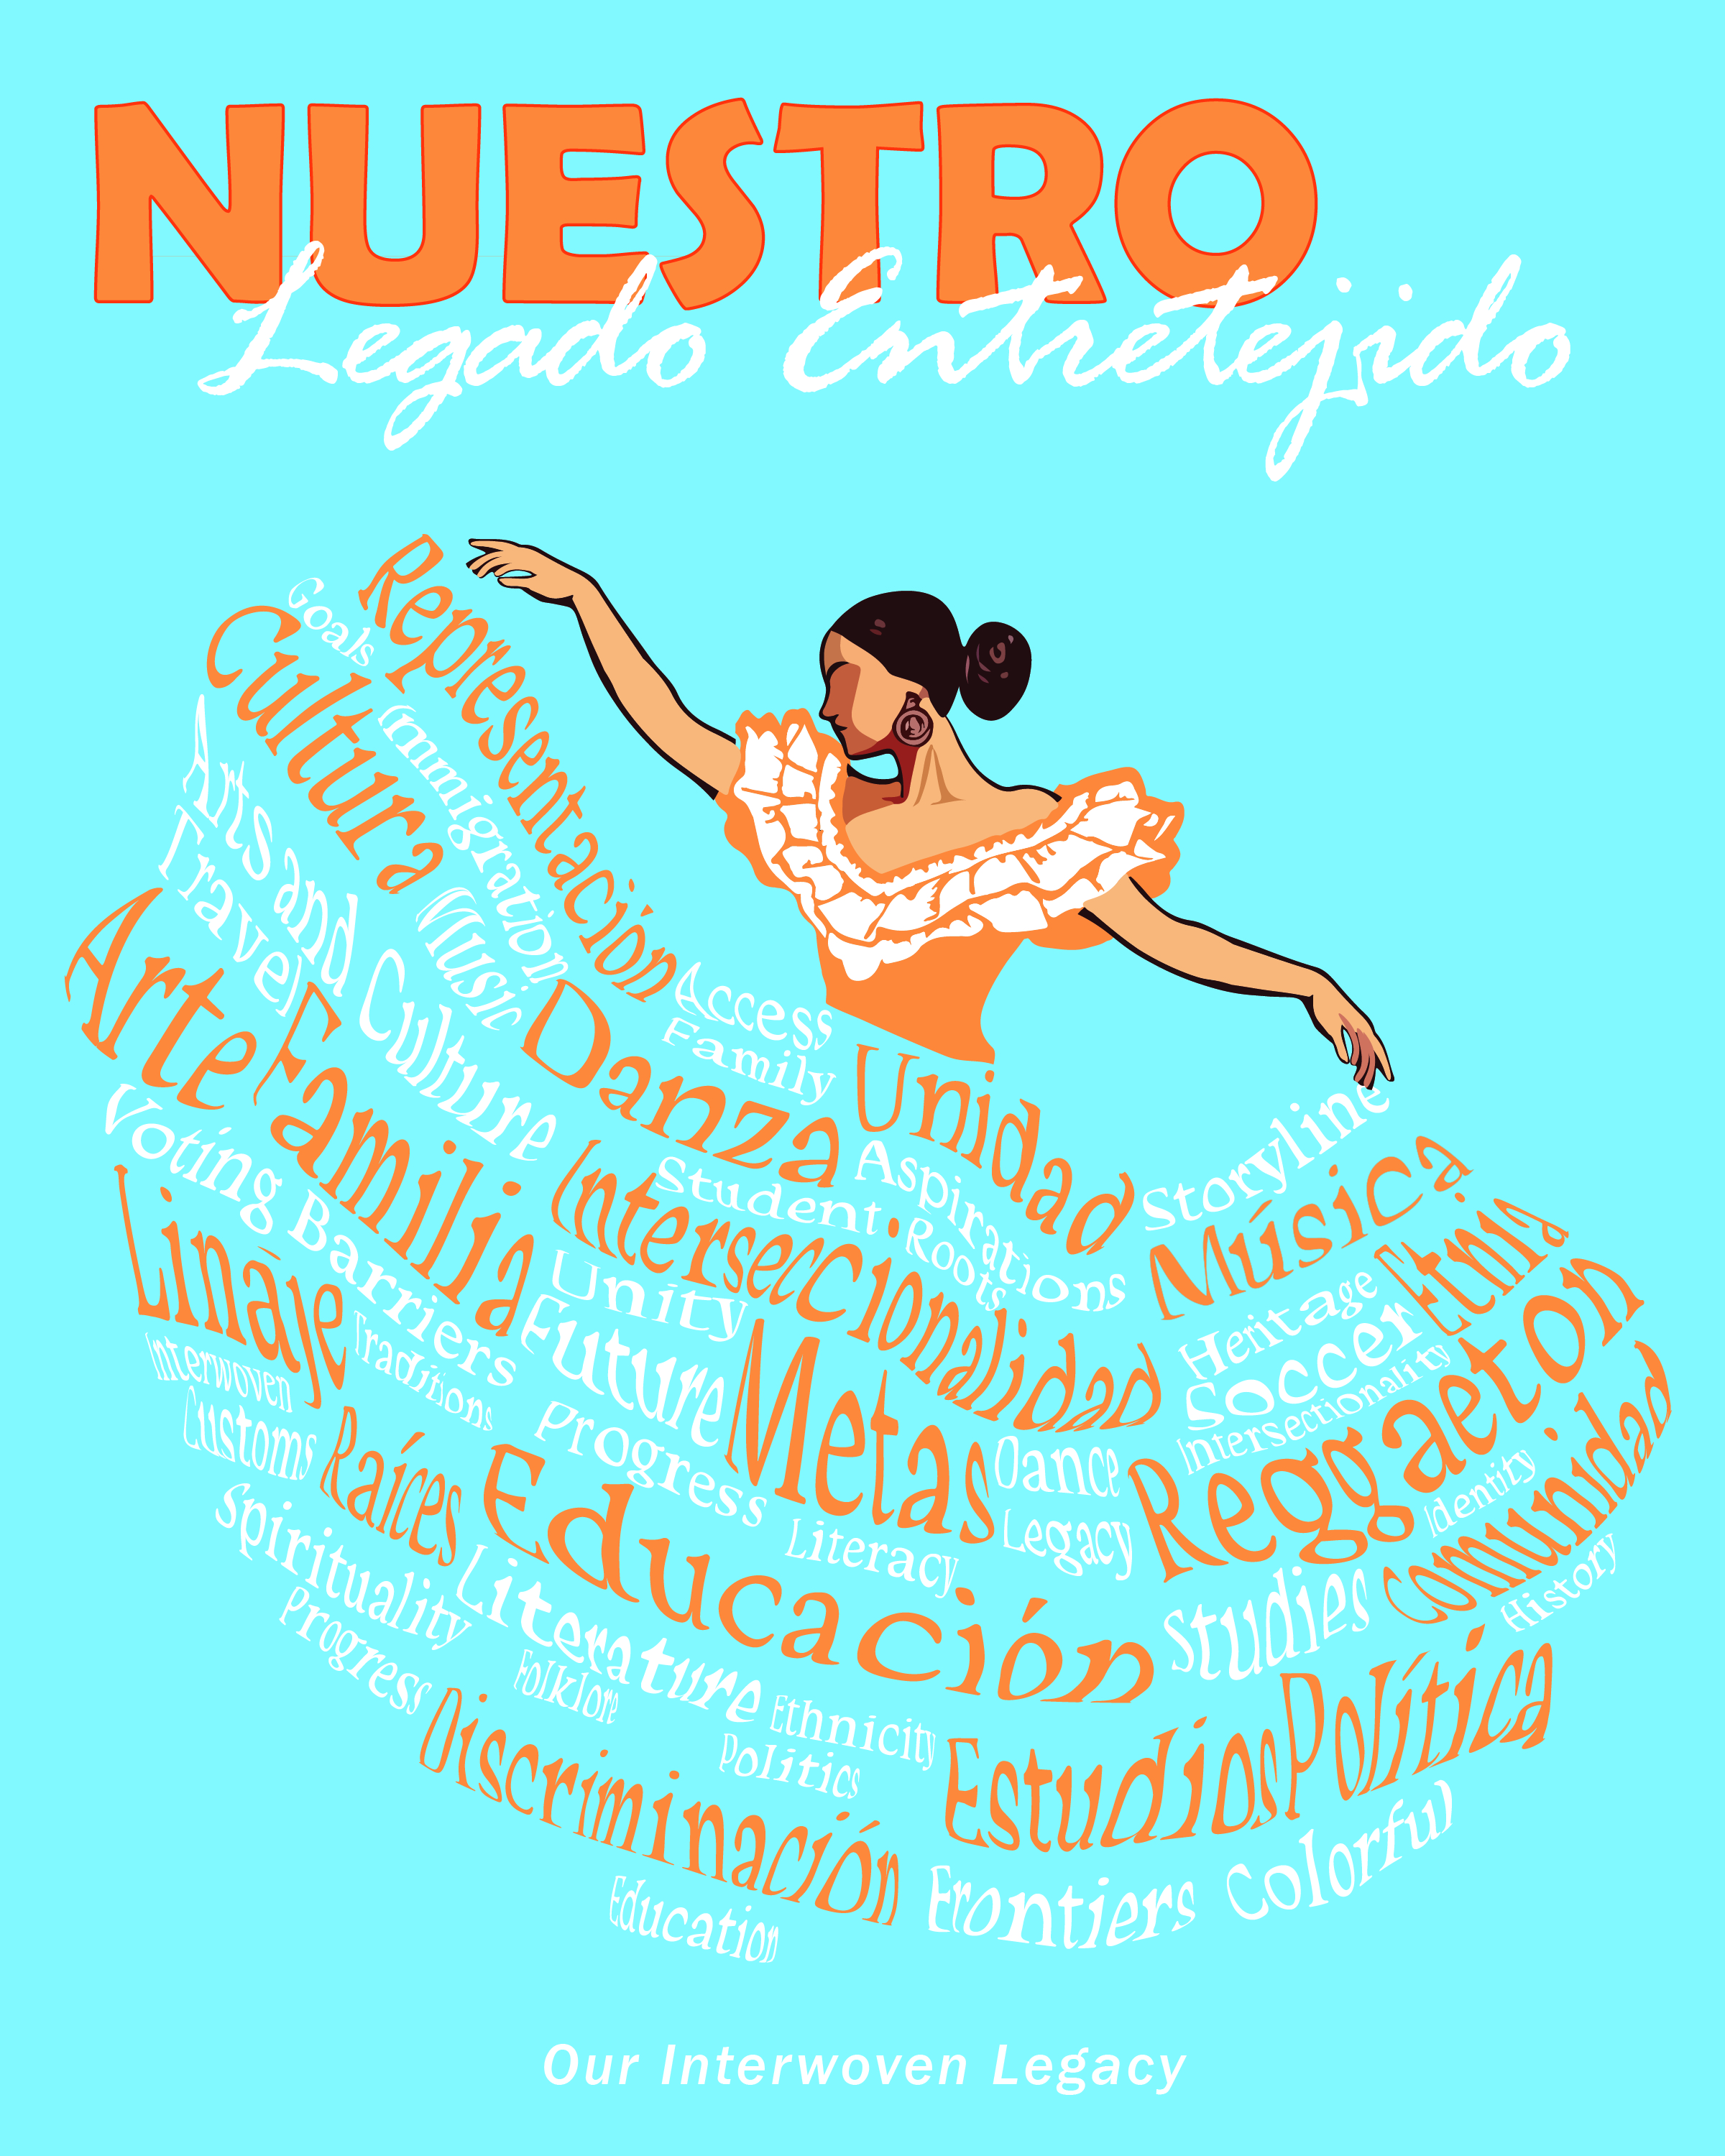 NUESTRO
Legado Entretejido
Representación
Goals
Cultura
Immigration
Arts and Culture
Travel
Music
Arte
Familia
Danza
Access
Family
Unidad
Storyline
Voting Barriers
Interseccionalidad
Student
Aspirations
Roots
Música
Etnia
Linaje
Unity
Heritage
Soccer
Intersectionality
Regaeton
Interwoven
Traditions
Future
Metas
Customs
Progress
Dance
Identity
Comunidad
Raíces
Educación
Literacy
Legacy
History
Spirituality
Literature
Studies
Progress
Folklore
Ethnicity
Politics
Discriminación
Estudios
Política
Education
Frontiers
Colorful
Our Interwoven Legacy